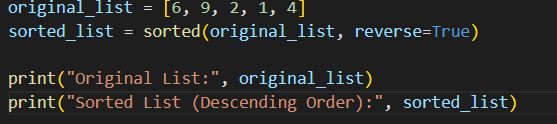 original_list = [6, 9, 2, 1, 4]
sorted_list = sorted(original_list, reverse=True)
print("Original List:", original_list)
print("Sorted List (Descending Order):", sorted_list)